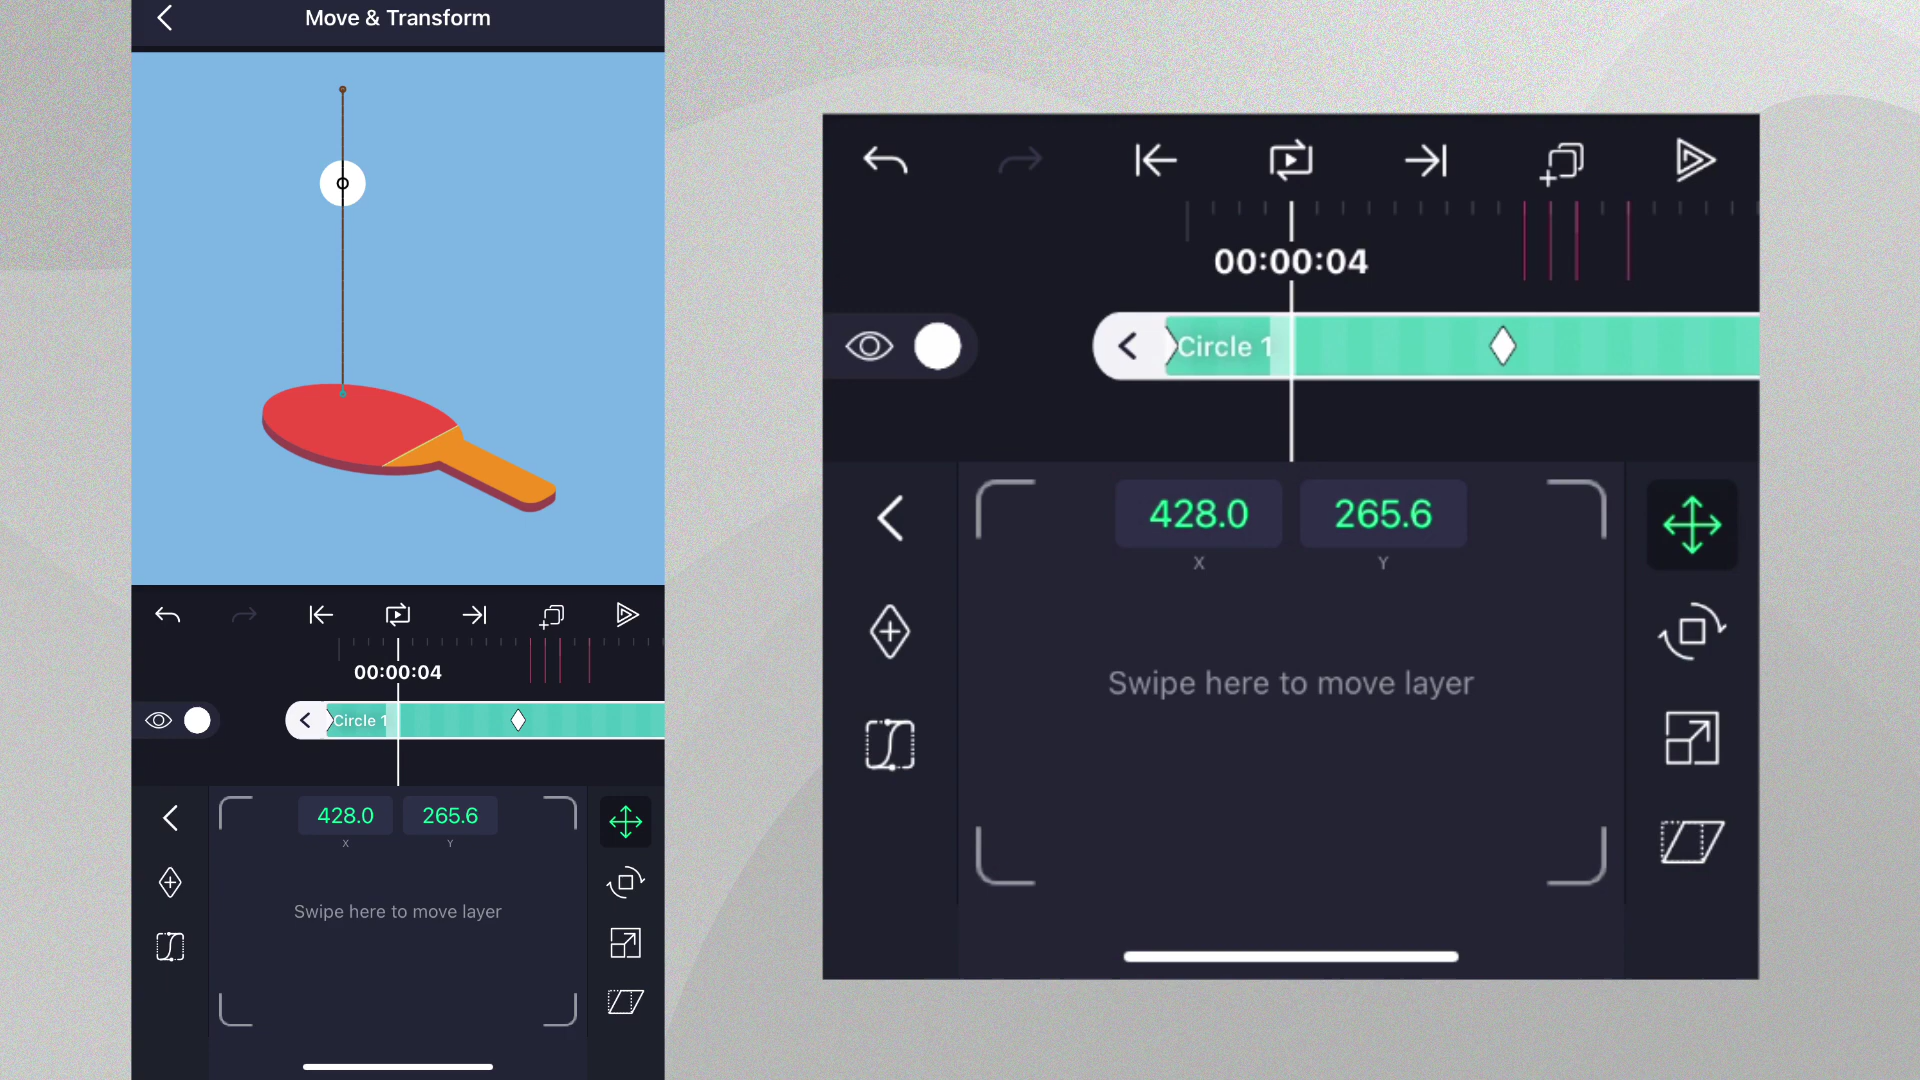 Move & Transform
00:00:04
Circle 1
428.0 265.6
X Y
Swipe here to move layer
00:00:04
Circle 1
428.0 265.6
X Y
Swipe here to move layer